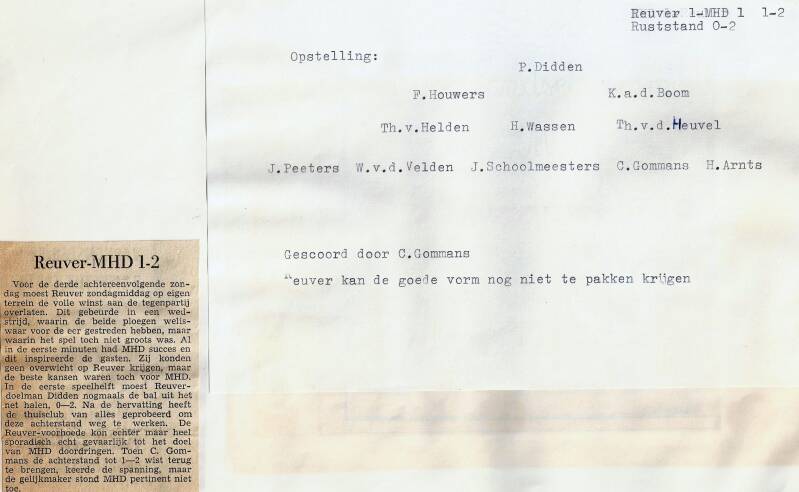 Reuver 1-MHD 1 1-2
Ruststand 0-2
Opstelling:
P.Didden
F.Houwers K.a.d.Boom
Th.v.Helden H.Wassen Th.v.d.Heuvel
J.Peeters W.v.d.Velden J.Schoolmeesters C.Gommans H.Arnts
Gescoord door C.Gommans
Reuver kan de goede vorm nog niet te pakken krijgen
Reuver-MHD 1-2
Voor de derde achtereenvolgende zon-
dag moest Reuver zondagmiddag op eigen
terrein de volle winst aan de tegenpartij
overlaten. Dit gebeurde in een wed-
strijd, waarin de beide ploegen welis-
waar voor de eer gestreden hebben, maar
waarin het spel toch niet groots was. Al
in de eerste minuten had MHD succes en
dit inspireerde de gasten. Zij konden
geen overwicht op Reuver krijgen, maar
de beste kansen waren toch voor MHD.
In de eerste speelhelft moest Reuver-
doelman Didden nogmaals de bal uit het
net halen, 0—2. Na de hervatting heeft
de thuisclub van alles geprobeerd om
deze achterstand weg te werken. De
Reuver-voorhoede kon echter maar heel
sporadisch echt gevaarlijk tot het doel
van MHD doordringen. Toen C. Gom-
mans de achterstand tot 1—2 wist terug
te brengen, keerde de spanning, maar
de gelijkmaker stond MHD pertinent niet
toe.